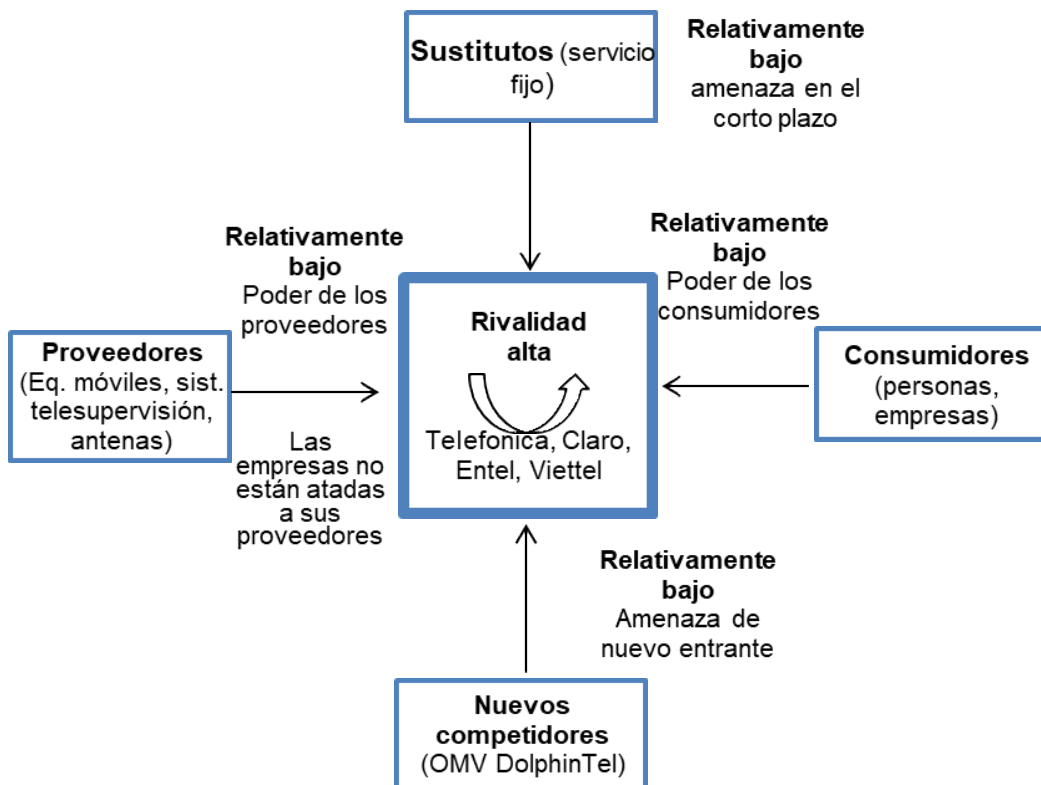 Sustitutos (servicio
fijo)
Relativamente
bajo
amenaza en el
corto plazo
Relativamente
bajo
Poder de los
proveedores
Relativamente
bajo
Poder de los
consumidores
Proveedores
(Eq. móviles, sist.
telesupervisión,
antenas)
Las
empresas no
están atadas
a sus
proveedores
Rivalidad
alta
Telefonica, Claro,
Entel, Viettel
Consumidores
(personas,
empresas)
Relativamente
bajo
Amenaza de
nuevo entrante
Nuevos
competidores
(OMV DolphinTel)